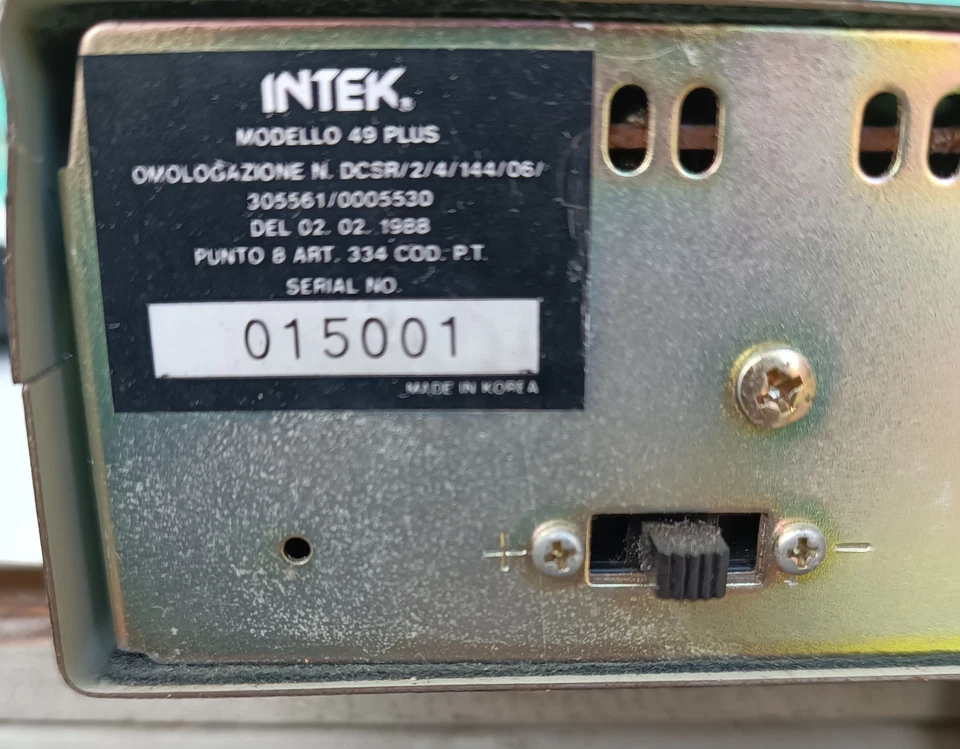 INTEK®
MODELLO 49 PLUS
OMOLOGAZIONE N. DCSR/2/4/144/06/
305561/0005530
DEL 02. 02. 1988
PUNTO 8 ART. 334 COD. P.T.
SERIAL NO.
015001
MADE IN KOREA
+ −